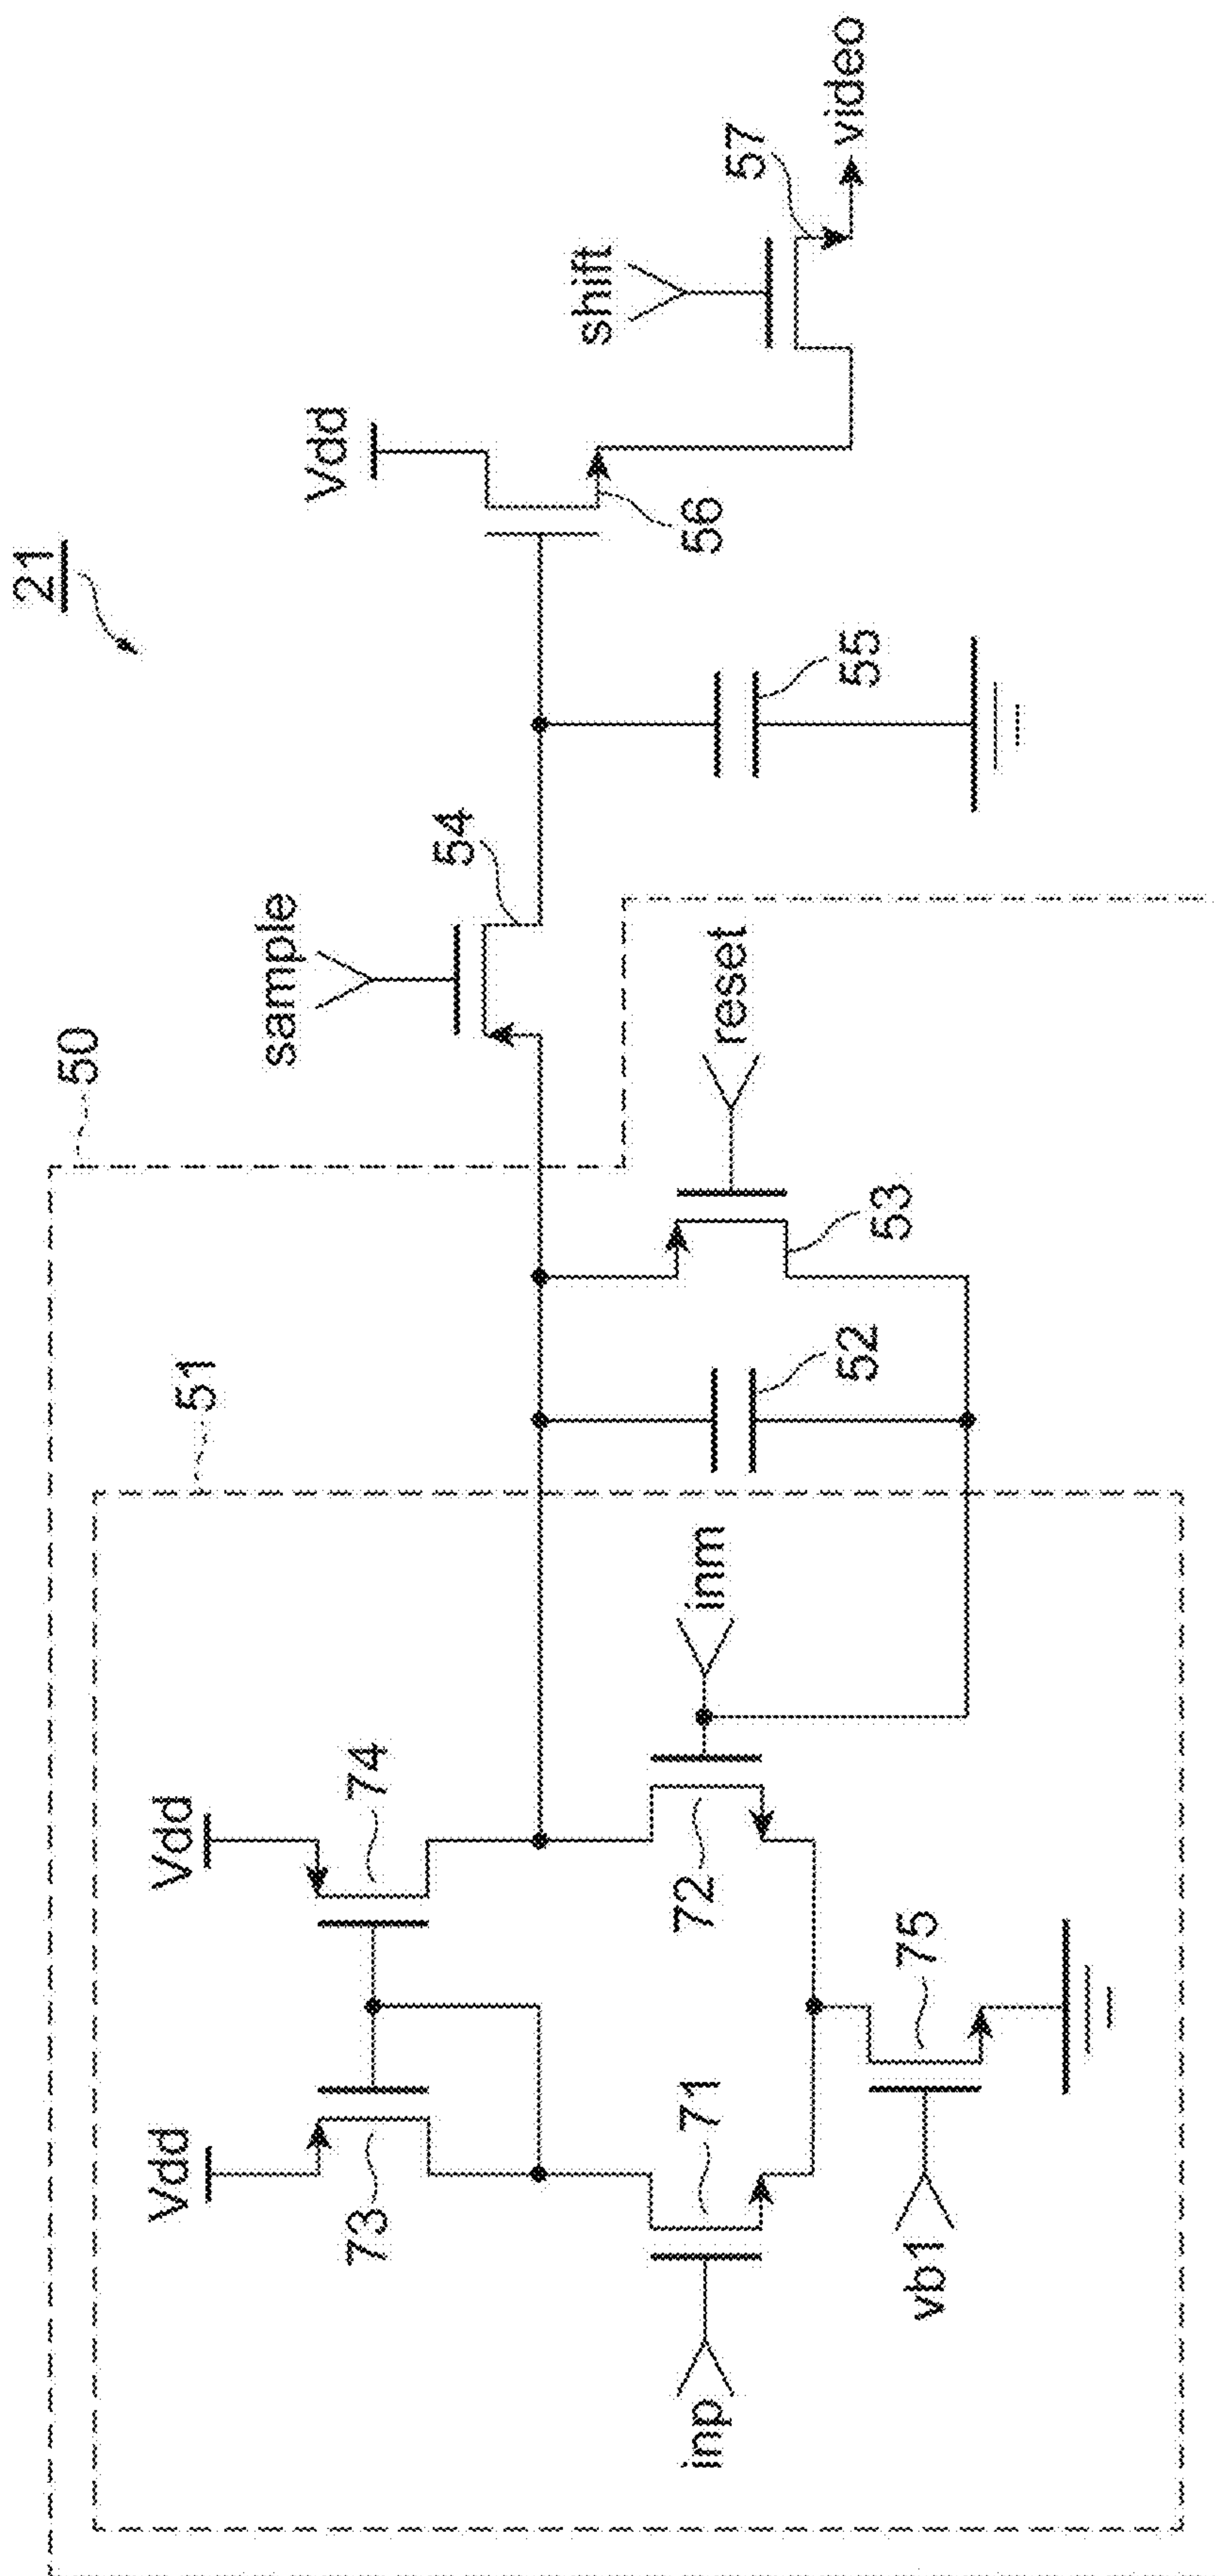 21
50
51
Vdd
Vdd
Vdd
sample
shift
video
57
56
54
55
53
52
reset
inm
74
73
72
71
75
inp
vb1